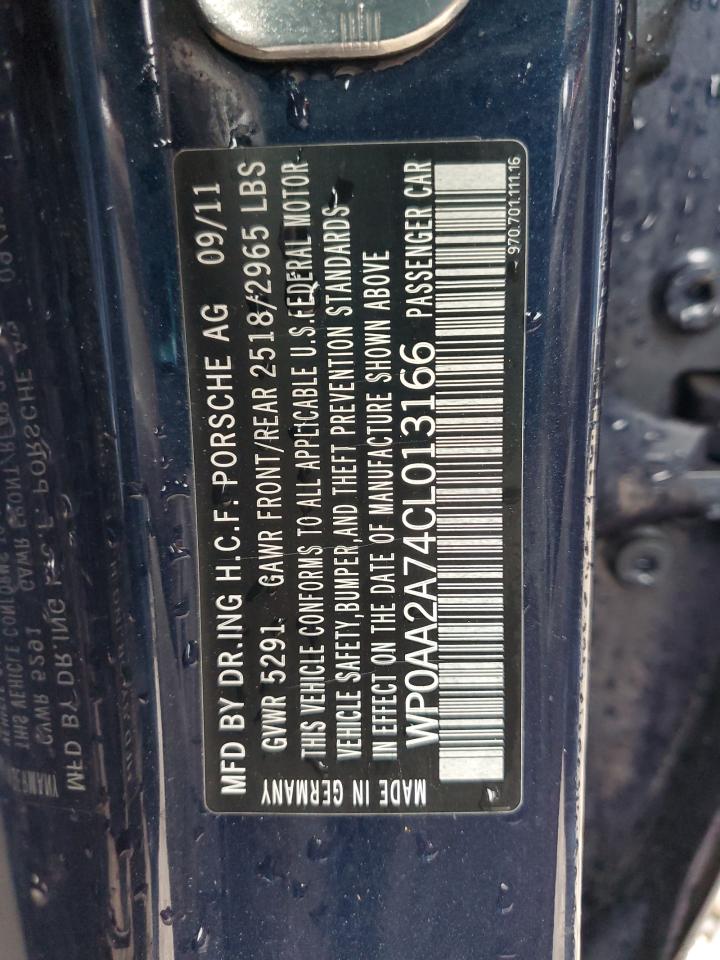 MFD BY DR.ING H.C.F. PORSCHE AG 09/11
GVWR 5291 GAWR FRONT/REAR 2518/2965 LBS
THIS VEHICLE CONFORMS TO ALL APPLICABLE U.S.FEDERAL MOTOR
VEHICLE SAFETY,BUMPER,AND THEFT PREVENTION STANDARDS
IN EFFECT ON THE DATE OF MANUFACTURE SHOWN ABOVE
WP0AA2A74CL013166 PASSENGER CAR
MADE IN GERMANY
970.701.111.16